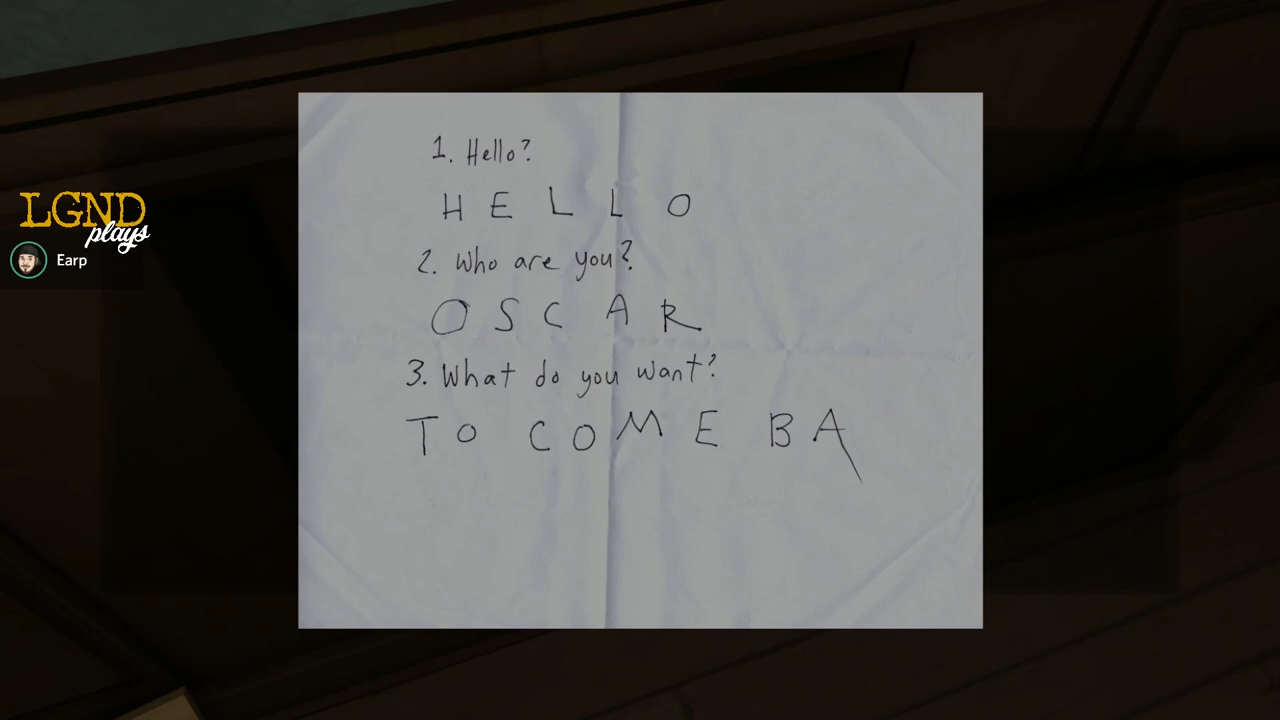 LGND
plays
Earp
1. Hello?
H E L L O
2. Who are you?
O S C A R
3. What do you want?
T O C O M E B A